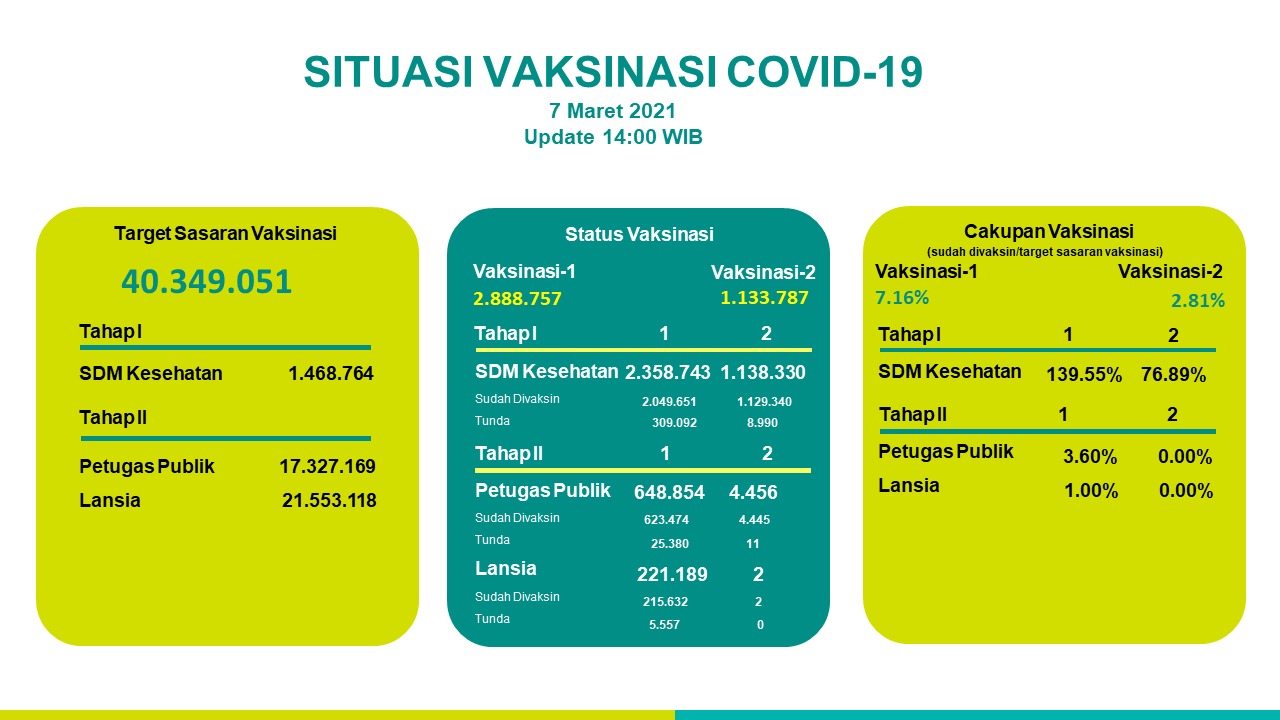 SITUASI VAKSINASI COVID-19
7 Maret 2021
Update 14:00 WIB
Target Sasaran Vaksinasi
40.349.051
Tahap I
SDM Kesehatan 1.468.764
Tahap II
Petugas Publik 17.327.169
Lansia 21.553.118
Status Vaksinasi
Vaksinasi-1 Vaksinasi-2
2.888.757 1.133.787
Tahap I 1 2
SDM Kesehatan 2.358.743 1.138.330
Sudah Divaksin 2.049.651 1.129.340
Tunda 309.092 8.990
Tahap II 1 2
Petugas Publik 648.854 4.456
Sudah Divaksin 623.474 4.445
Tunda 25.380 11
Lansia 221.189 2
Sudah Divaksin 215.632 2
Tunda 5.557 0
Cakupan Vaksinasi
(sudah divaksin/target sasaran vaksinasi)
Vaksinasi-1 Vaksinasi-2
7.16% 2.81%
Tahap I 1 2
SDM Kesehatan 139.55% 76.89%
Tahap II 1 2
Petugas Publik 3.60% 0.00%
Lansia 1.00% 0.00%